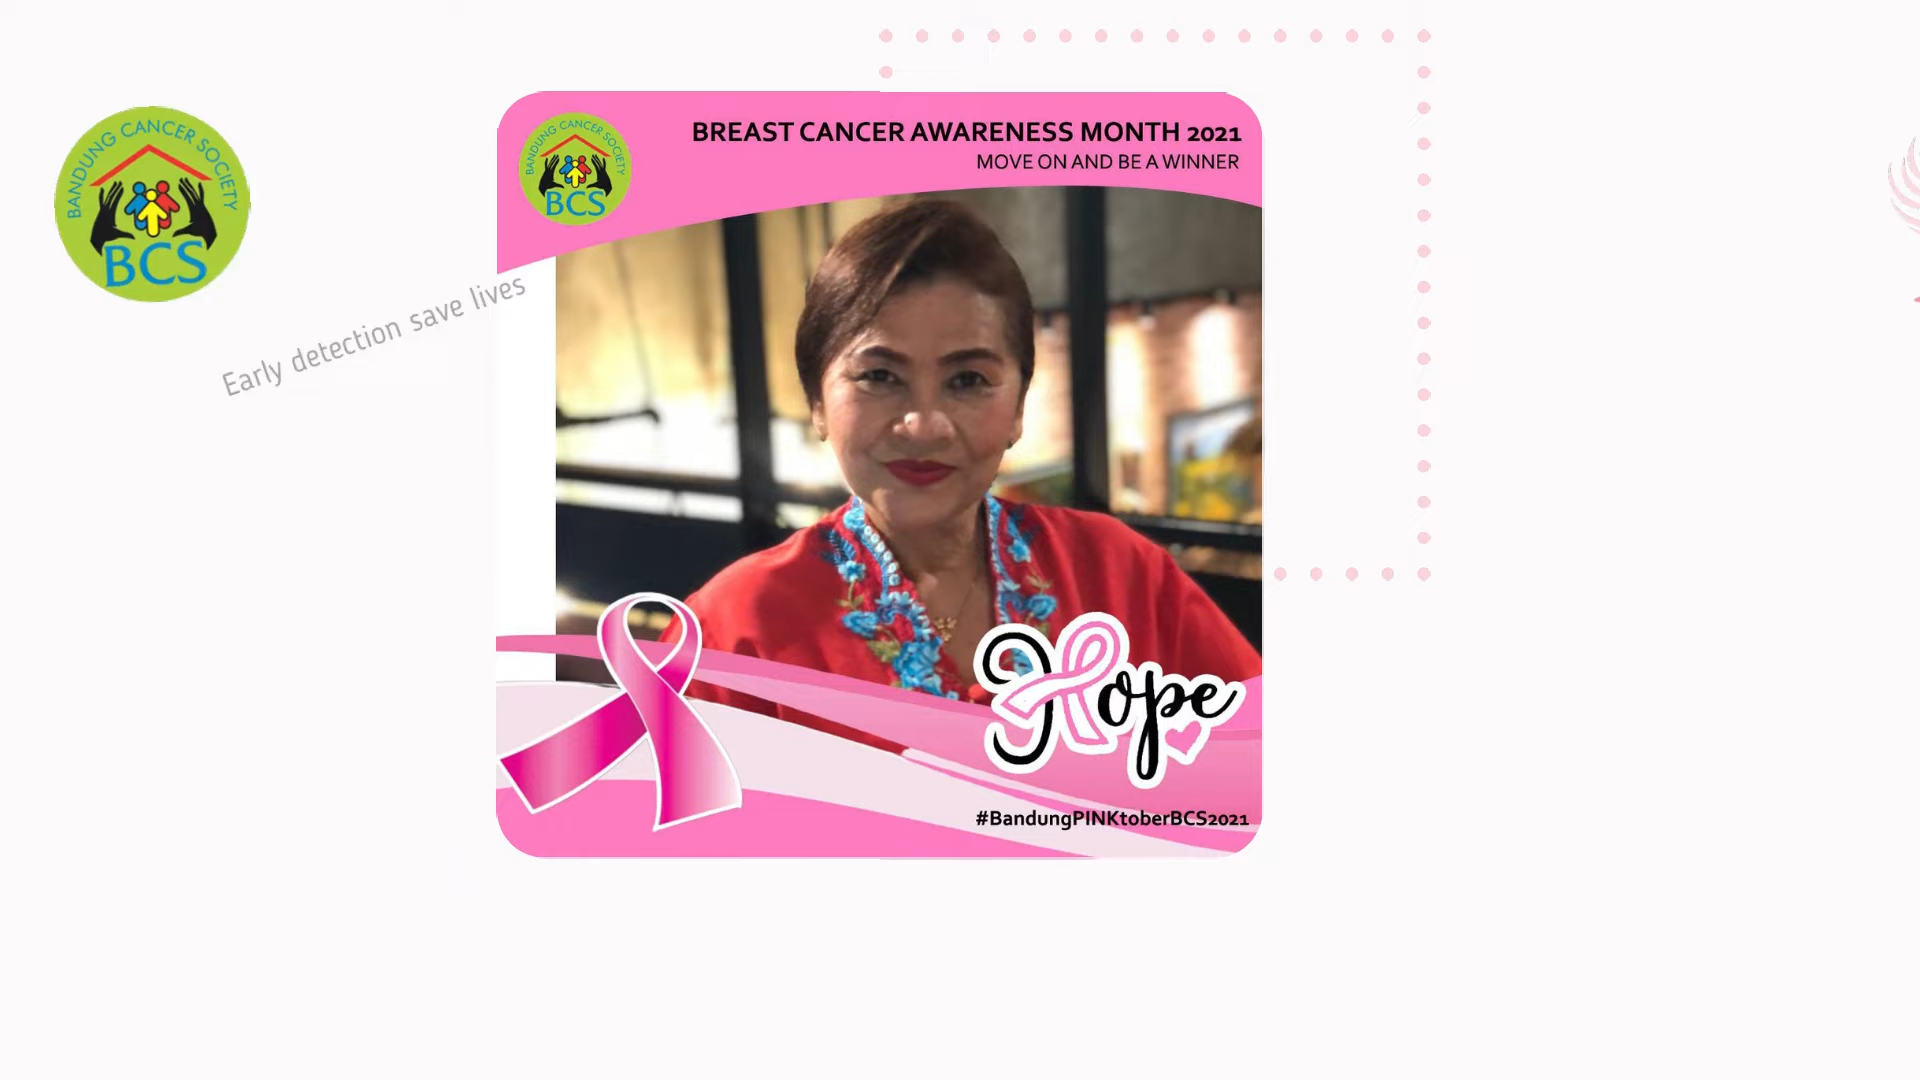 BANDUNG CANCER SOCIETY
BCS
Early detection save lives
BANDUNG CANCER SOCIETY
BCS
BREAST CANCER AWARENESS MONTH 2021
MOVE ON AND BE A WINNER
Hope
#BandungPINKtoberBCS2021